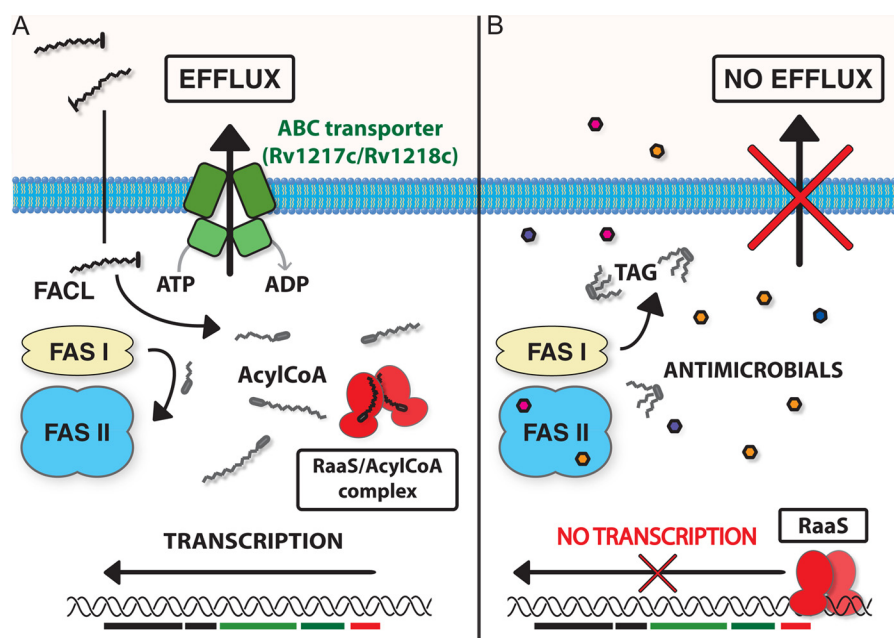 A
EFFLUX
ABC transporter
(Rv1217c/Rv1218c)
ATP
ADP
FACL
FAS I
AcylCoA
FAS II
RaaS/AcylCoA
complex
TRANSCRIPTION
B
NO EFFLUX
TAG
FAS I
ANTIMICROBIALS
FAS II
NO TRANSCRIPTION
RaaS